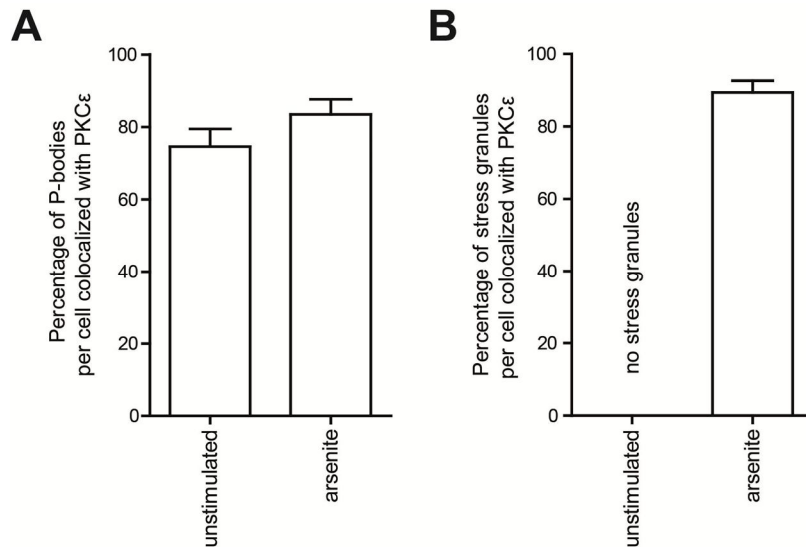 A
Percentage of P-bodies
per cell colocalized with PKCε
100
80
60
40
20
0
unstimulated
arsenite
B
Percentage of stress granules
per cell colocalized with PKCε
100
80
60
40
20
0
no stress granules
unstimulated
arsenite